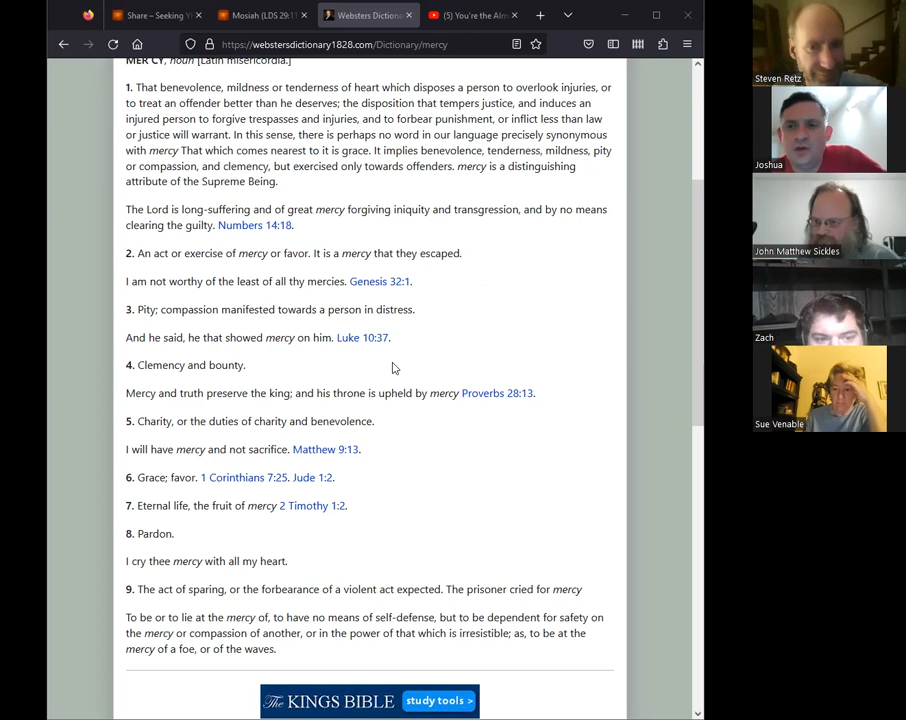 Share – Seeking Y
Mosiah (LDS 29:11
Websters Dictiona
(5) You're the Alm
https://webstersdictionary1828.com/Dictionary/mercy
MER'CY, noun [Latin misericordia.]
1. That benevolence, mildness or tenderness of heart which disposes a person to overlook injuries, or
to treat an offender better than he deserves; the disposition that tempers justice, and induces an
injured person to forgive trespasses and injuries, and to forbear punishment, or inflict less than law
or justice will warrant. In this sense, there is perhaps no word in our language precisely synonymous
with mercy That which comes nearest to it is grace. It implies benevolence, tenderness, mildness, pity
or compassion, and clemency, but exercised only towards offenders. mercy is a distinguishing
attribute of the Supreme Being.
The Lord is long-suffering and of great mercy forgiving iniquity and transgression, and by no means
clearing the guilty. Numbers 14:18.
2. An act or exercise of mercy or favor. It is a mercy that they escaped.
I am not worthy of the least of all thy mercies. Genesis 32:1.
3. Pity; compassion manifested towards a person in distress.
And he said, he that showed mercy on him. Luke 10:37.
4. Clemency and bounty.
Mercy and truth preserve the king; and his throne is upheld by mercy Proverbs 28:13.
5. Charity, or the duties of charity and benevolence.
I will have mercy and not sacrifice. Matthew 9:13.
6. Grace; favor. 1 Corinthians 7:25. Jude 1:2.
7. Eternal life, the fruit of mercy 2 Timothy 1:2.
8. Pardon.
I cry thee mercy with all my heart.
9. The act of sparing, or the forbearance of a violent act expected. The prisoner cried for mercy
To be or to lie at the mercy of, to have no means of self-defense, but to be dependent for safety on
the mercy or compassion of another, or in the power of that which is irresistible; as, to be at the
mercy of a foe, or of the waves.
The KINGS BIBLE study tools >
Steven Retz
Joshua
John Matthew Sickles
Zach
Sue Venable